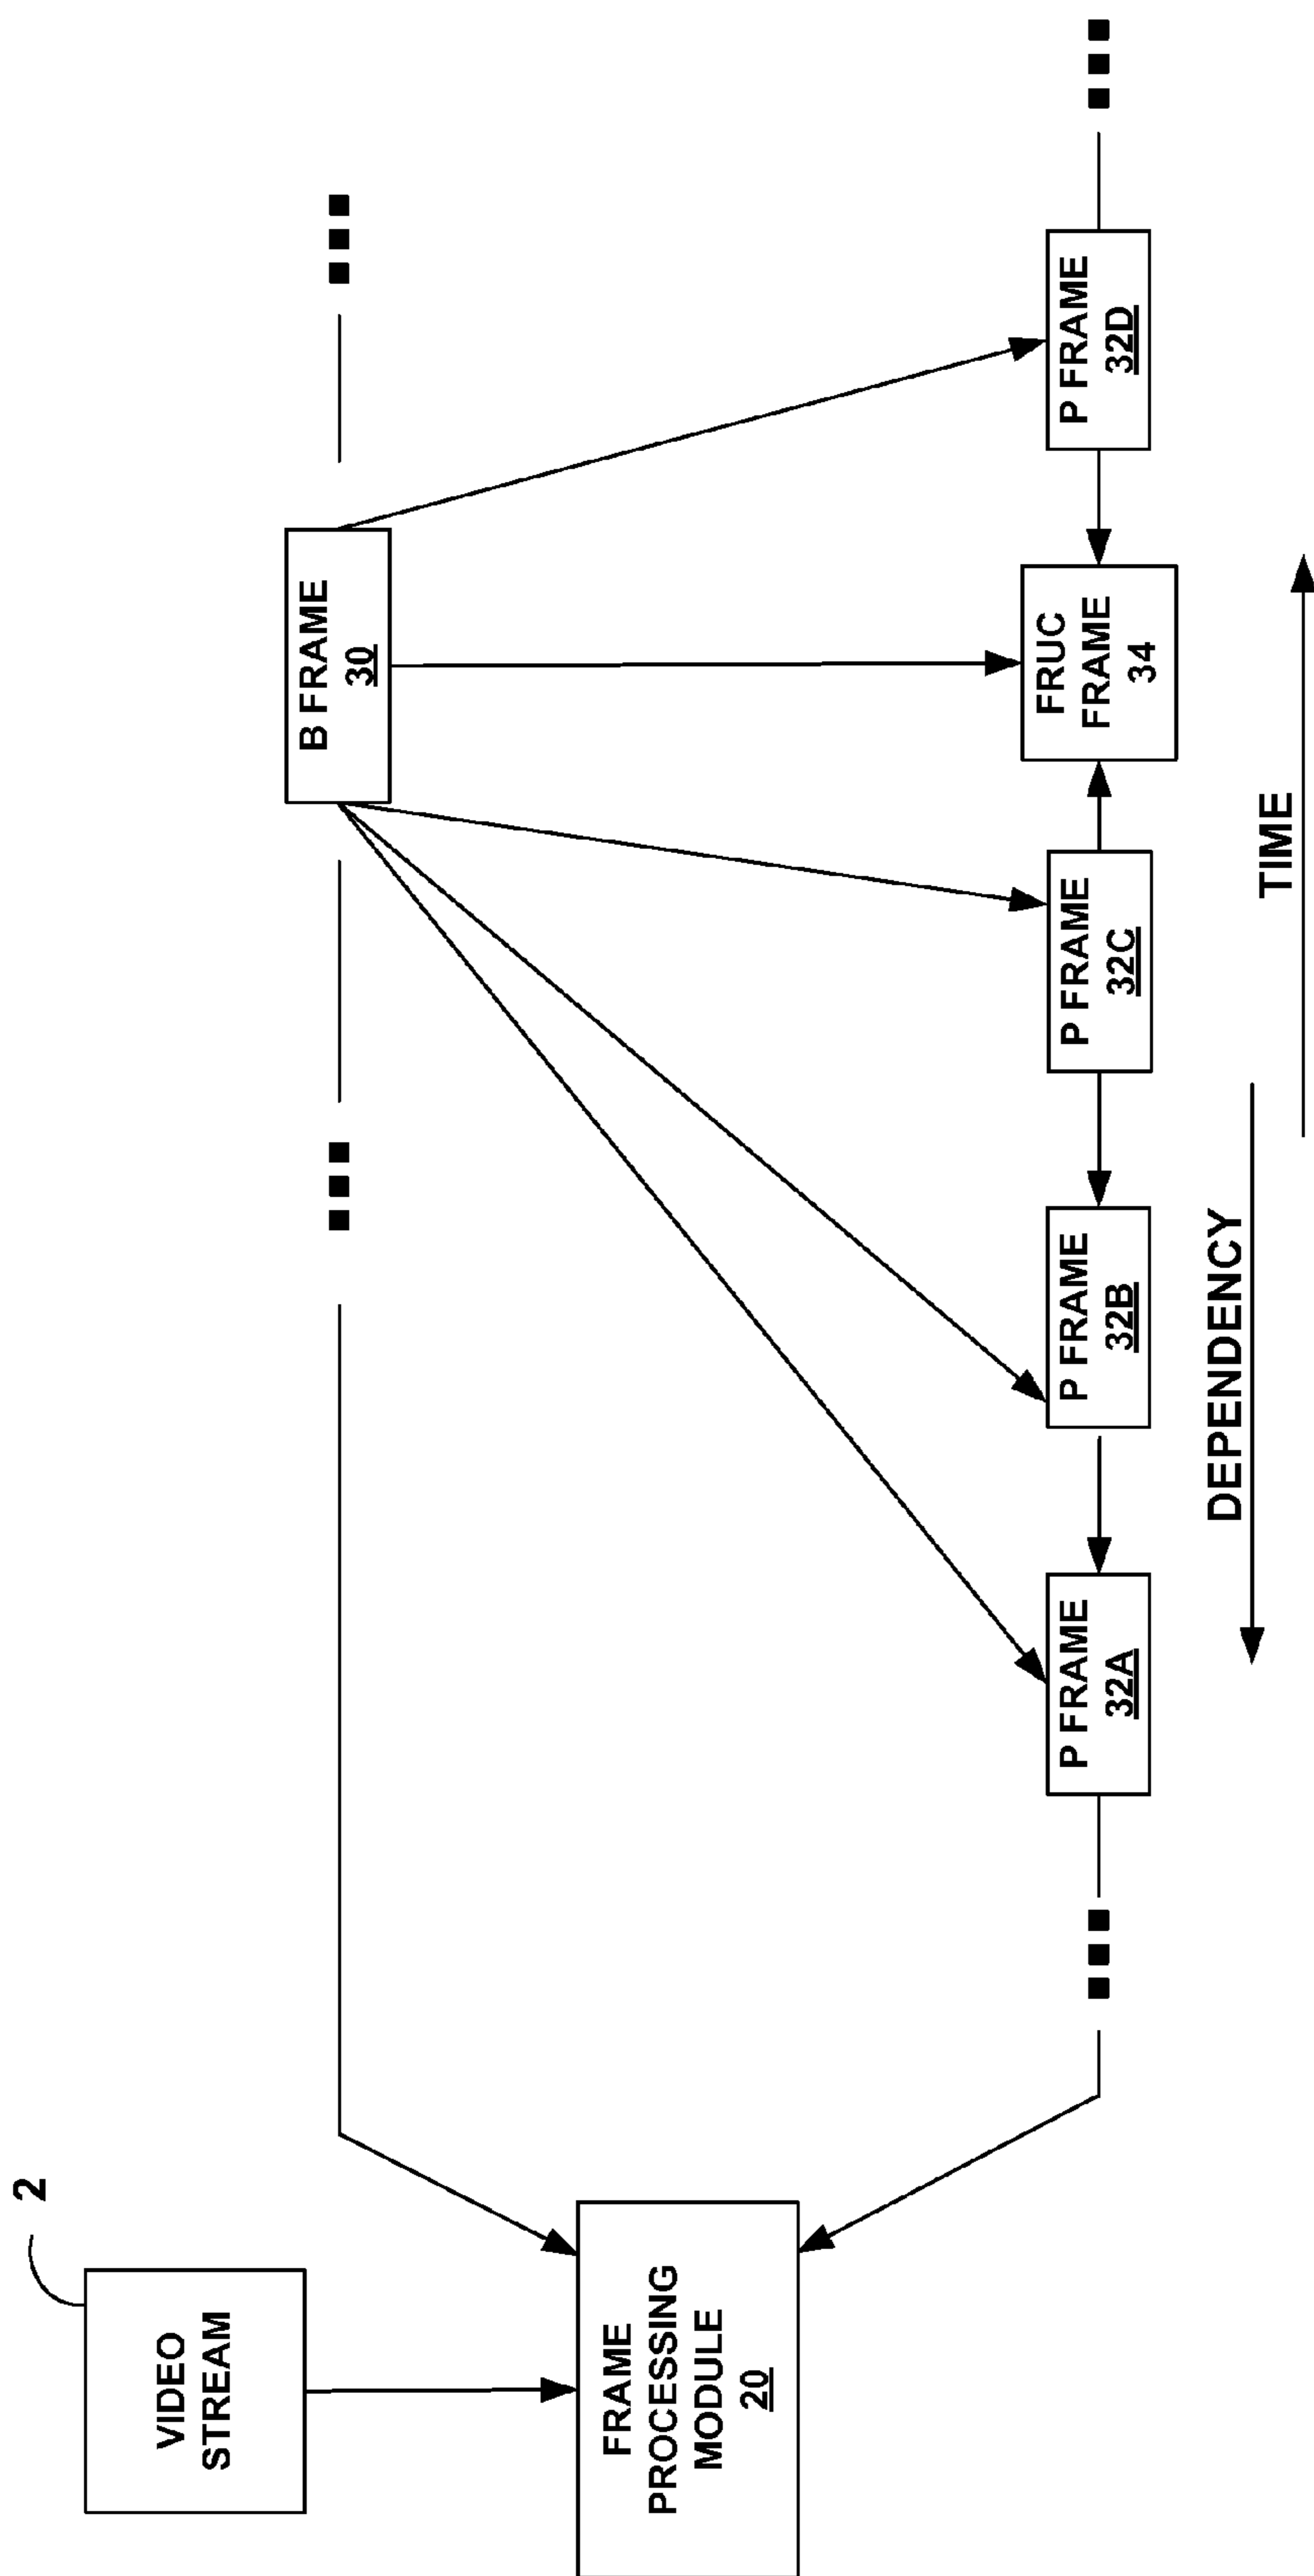 2
VIDEO
STREAM
FRAME
PROCESSING
MODULE
20
B FRAME
30
P FRAME
32A
P FRAME
32B
P FRAME
32C
FRUC
FRAME
34
P FRAME
32D
DEPENDENCY
TIME